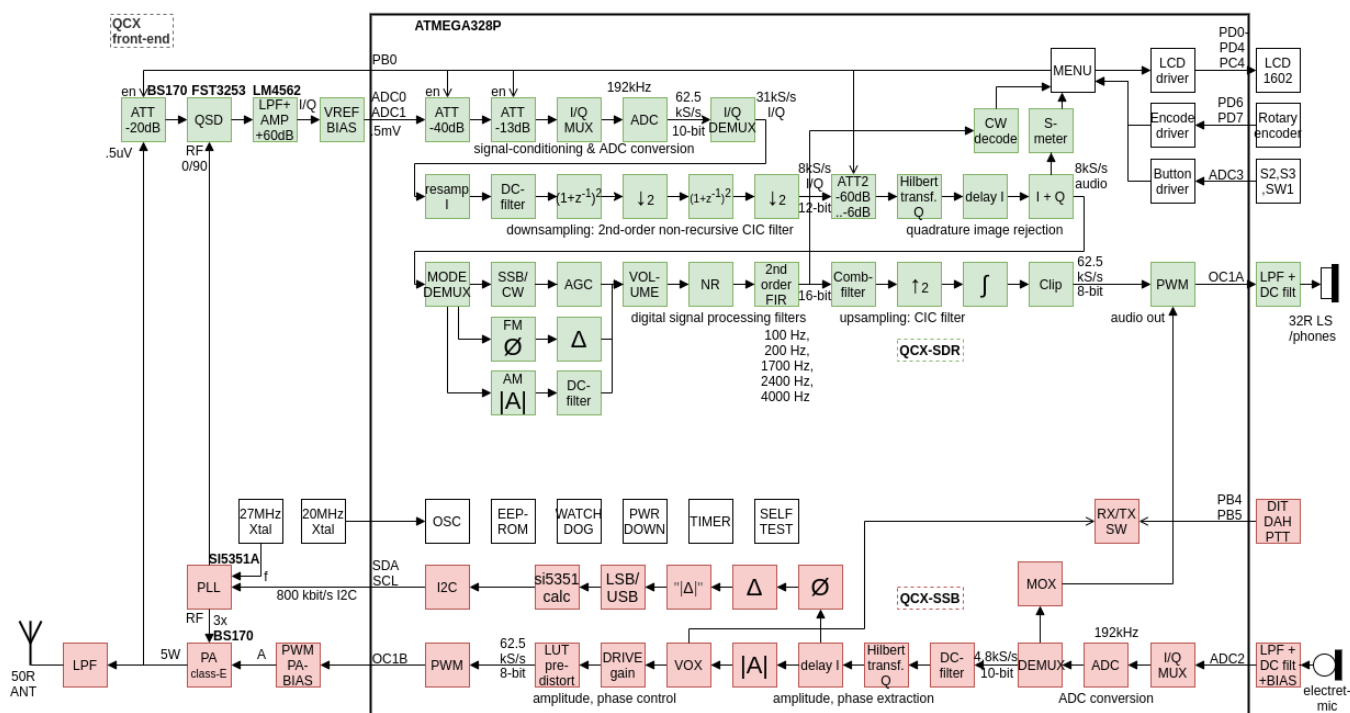 QCX
front-end
ATMEGA328P
PB0
PD0-
PD4
PC4
MENU
LCD
driver
LCD
1602
en
BS170 FST3253 LM4562
ATT
-20dB
QSD
LPF+
AMP
+60dB
I/Q
VREF
BIAS
ADC0
ADC1
.5mV
.5uV
RF
0/90
en
ATT
-40dB
en
ATT
-13dB
I/Q
MUX
192kHz
ADC
62.5
kS/s
10-bit
I/Q
DEMUX
31kS/s
I/Q
signal-conditioning & ADC conversion
CW
decode
S-
meter
Encode
driver
PD6
PD7
Rotary
encoder
Button
driver
ADC3
S2,S3
,SW1
resamp
I
DC-
filter
(1+z-1)2
↓2
(1+z-1)2
↓2
8kS/s
I/Q
12-bit
ATT2
-60dB
..-6dB
Hilbert
transf.
Q
delay I
I + Q
8kS/s
audio
downsampling: 2nd-order non-recursive CIC filter
quadrature image rejection
MODE
DEMUX
SSB/
CW
AGC
VOL-
UME
NR
2nd
order
FIR
16-bit
Comb-
filter
↑2
∫
Clip
62.5
kS/s
8-bit
PWM
OC1A
LPF +
DC filt
digital signal processing filters
upsampling: CIC filter
audio out
32R LS
/phones
FM
Ø
Δ
100 Hz,
200 Hz,
1700 Hz,
2400 Hz,
4000 Hz
QCX-SDR
AM
|A|
DC-
filter
27MHz
Xtal
20MHz
Xtal
OSC
EEP-
ROM
WATCH
DOG
PWR
DOWN
TIMER
SELF
TEST
RX/TX
SW
PB4
PB5
DIT
DAH
PTT
SI5351A
PLL
f
SDA
SCL
800 kbit/s I2C
I2C
si5351
calc
LSB/
USB
"|Δ|"
Δ
Ø
QCX-SSB
MOX
RF
3x
BS170
50R
ANT
LPF
5W
PA
class-E
A
PWM
PA-
BIAS
OC1B
PWM
62.5
kS/s
8-bit
LUT
pre-
distort
DRIVE
gain
VOX
|A|
delay I
Hilbert
transf.
Q
DC-
filter
4.8kS/s
10-bit
DEMUX
192kHz
ADC
I/Q
MUX
ADC2
LPF +
DC filt
+BIAS
electret-
mic
amplitude, phase control
amplitude, phase extraction
ADC conversion